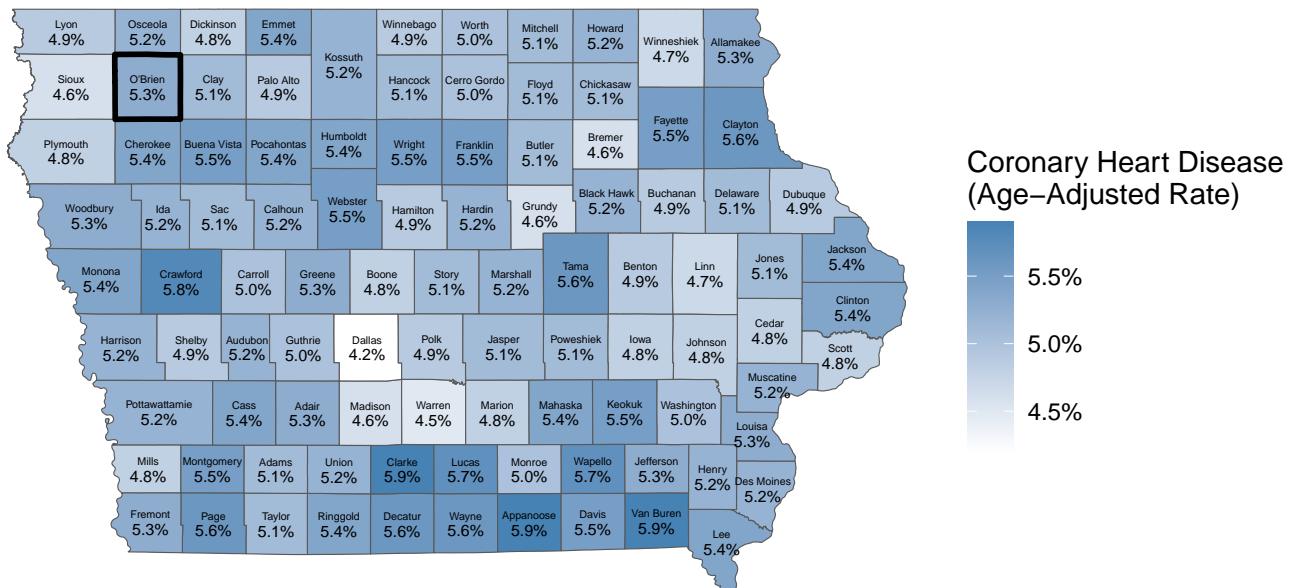 Lyon
4.9%
Osceola
5.2%
Dickinson
4.8%
Emmet
5.4%
Kossuth
5.2%
Winnebago
4.9%
Worth
5.0%
Mitchell
5.1%
Howard
5.2%
Winneshiek
4.7%
Allamakee
5.3%
Sioux
4.6%
O'Brien
5.3%
Clay
5.1%
Palo Alto
4.9%
Hancock
5.1%
Cerro Gordo
5.0%
Floyd
5.1%
Chickasaw
5.1%
Fayette
5.5%
Clayton
5.6%
Plymouth
4.8%
Cherokee
5.4%
Buena Vista
5.5%
Pocahontas
5.4%
Humboldt
5.4%
Wright
5.5%
Franklin
5.5%
Butler
5.1%
Bremer
4.6%
Woodbury
5.3%
Ida
5.2%
Sac
5.1%
Calhoun
5.2%
Webster
5.5%
Hamilton
4.9%
Hardin
5.2%
Grundy
4.6%
Black Hawk
5.2%
Buchanan
4.9%
Delaware
5.1%
Dubuque
4.9%
Monona
5.4%
Crawford
5.8%
Carroll
5.0%
Greene
5.3%
Boone
4.8%
Story
5.1%
Marshall
5.2%
Tama
5.6%
Benton
4.9%
Linn
4.7%
Jones
5.1%
Jackson
5.4%
Clinton
5.4%
Harrison
5.2%
Shelby
4.9%
Audubon
5.2%
Guthrie
5.0%
Dallas
4.2%
Polk
4.9%
Jasper
5.1%
Poweshiek
5.1%
Iowa
4.8%
Johnson
4.8%
Cedar
4.8%
Scott
4.8%
Muscatine
5.2%
Pottawattamie
5.2%
Cass
5.4%
Adair
5.3%
Madison
4.6%
Warren
4.5%
Marion
4.8%
Mahaska
5.4%
Keokuk
5.5%
Washington
5.0%
Louisa
5.3%
Mills
4.8%
Montgomery
5.5%
Adams
5.1%
Union
5.2%
Clarke
5.9%
Lucas
5.7%
Monroe
5.0%
Wapello
5.7%
Jefferson
5.3%
Henry
5.2%
Des Moines
5.2%
Fremont
5.3%
Page
5.6%
Taylor
5.1%
Ringgold
5.4%
Decatur
5.6%
Wayne
5.6%
Appanoose
5.9%
Davis
5.5%
Van Buren
5.9%
Lee
5.4%
Coronary Heart Disease
(Age−Adjusted Rate)
5.5%
5.0%
4.5%